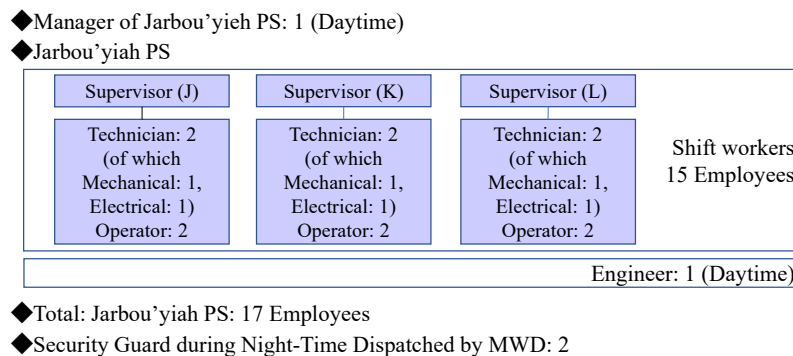 ◆Manager of Jarbou’yieh PS: 1 (Daytime)
◆Jarbou’yiah PS
Supervisor (J)
Technician: 2
(of which
Mechanical: 1,
Electrical: 1)
Operator: 2
Supervisor (K)
Technician: 2
(of which
Mechanical: 1,
Electrical: 1)
Operator: 2
Supervisor (L)
Technician: 2
(of which
Mechanical: 1,
Electrical: 1)
Operator: 2
Shift workers
15 Employees
Engineer: 1 (Daytime)
◆Total: Jarbou’yiah PS: 17 Employees
◆Security Guard during Night-Time Dispatched by MWD: 2